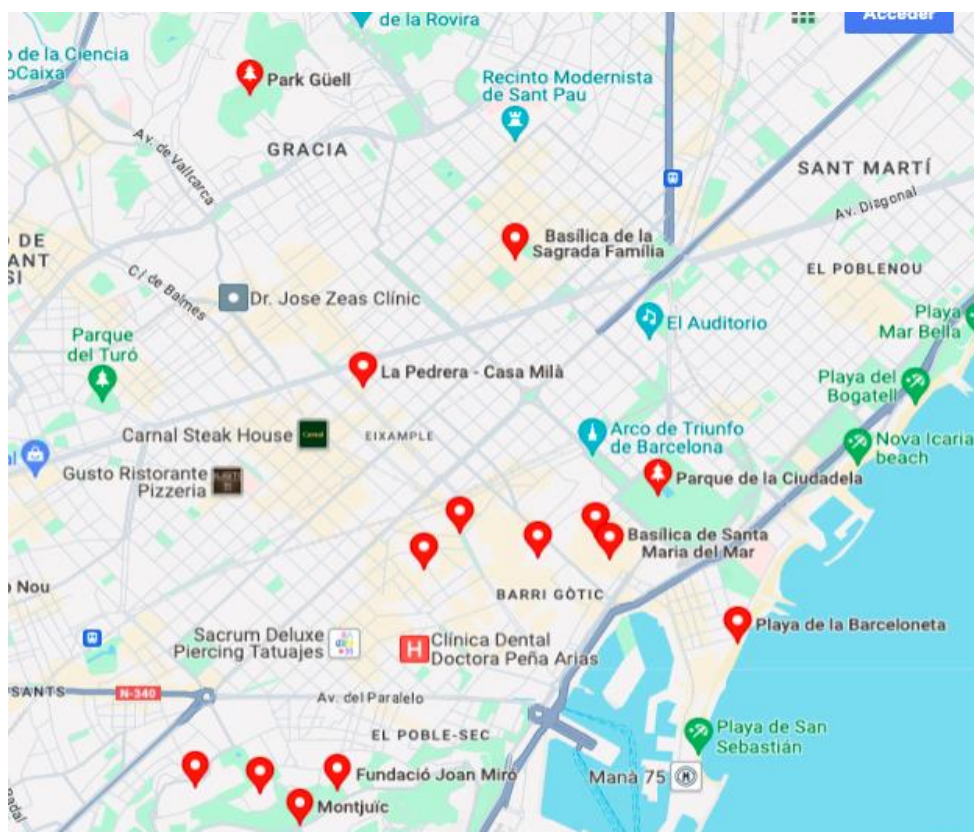 de la Rovira
Acceder
de la Ciencia
oCaixa
Park Güell
Recinto Modernista
de Sant Pau
GRACIA
Av. de Vallcarca
SANT MARTÍ
Av. Diagonal
DE
ANT
SI
Basílica de la
Sagrada Família
EL POBLENOU
C/ de Balmes
Dr. Jose Zeas Clínic
El Auditorio
Playa
Mar Bella
Parque
del Turó
La Pedrera - Casa Milà
Playa del
Bogatell
Carnal Steak House
EIXAMPLE
Arco de Triunfo
de Barcelona
Nova Icaria
beach
Gusto Ristorante
Pizzeria
Parque de la Ciudadela
Basílica de Santa
Maria del Mar
Nou
BARRI GÒTIC
Playa de la Barceloneta
Sacrum Deluxe
Piercing Tatuajes
H
Clínica Dental
Doctora Peña Arias
SANTS
N-340
Av. del Paralelo
EL POBLE-SEC
Playa de San
Sebastián
Fundació Joan Miró
Manà 75
Montjuïc